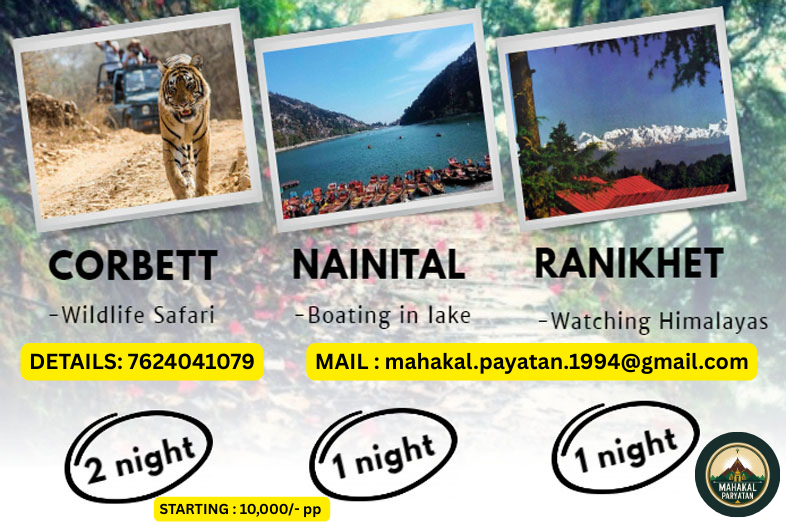 CORBETT
-Wildlife Safari
NAINITAL
-Boating in lake
RANIKHET
-Watching Himalayas
DETAILS: 7624041079
MAIL : mahakal.payatan.1994@gmail.com
2 night
1 night
1 night
STARTING : 10,000/- pp
MAHAKAL
PARYATAN